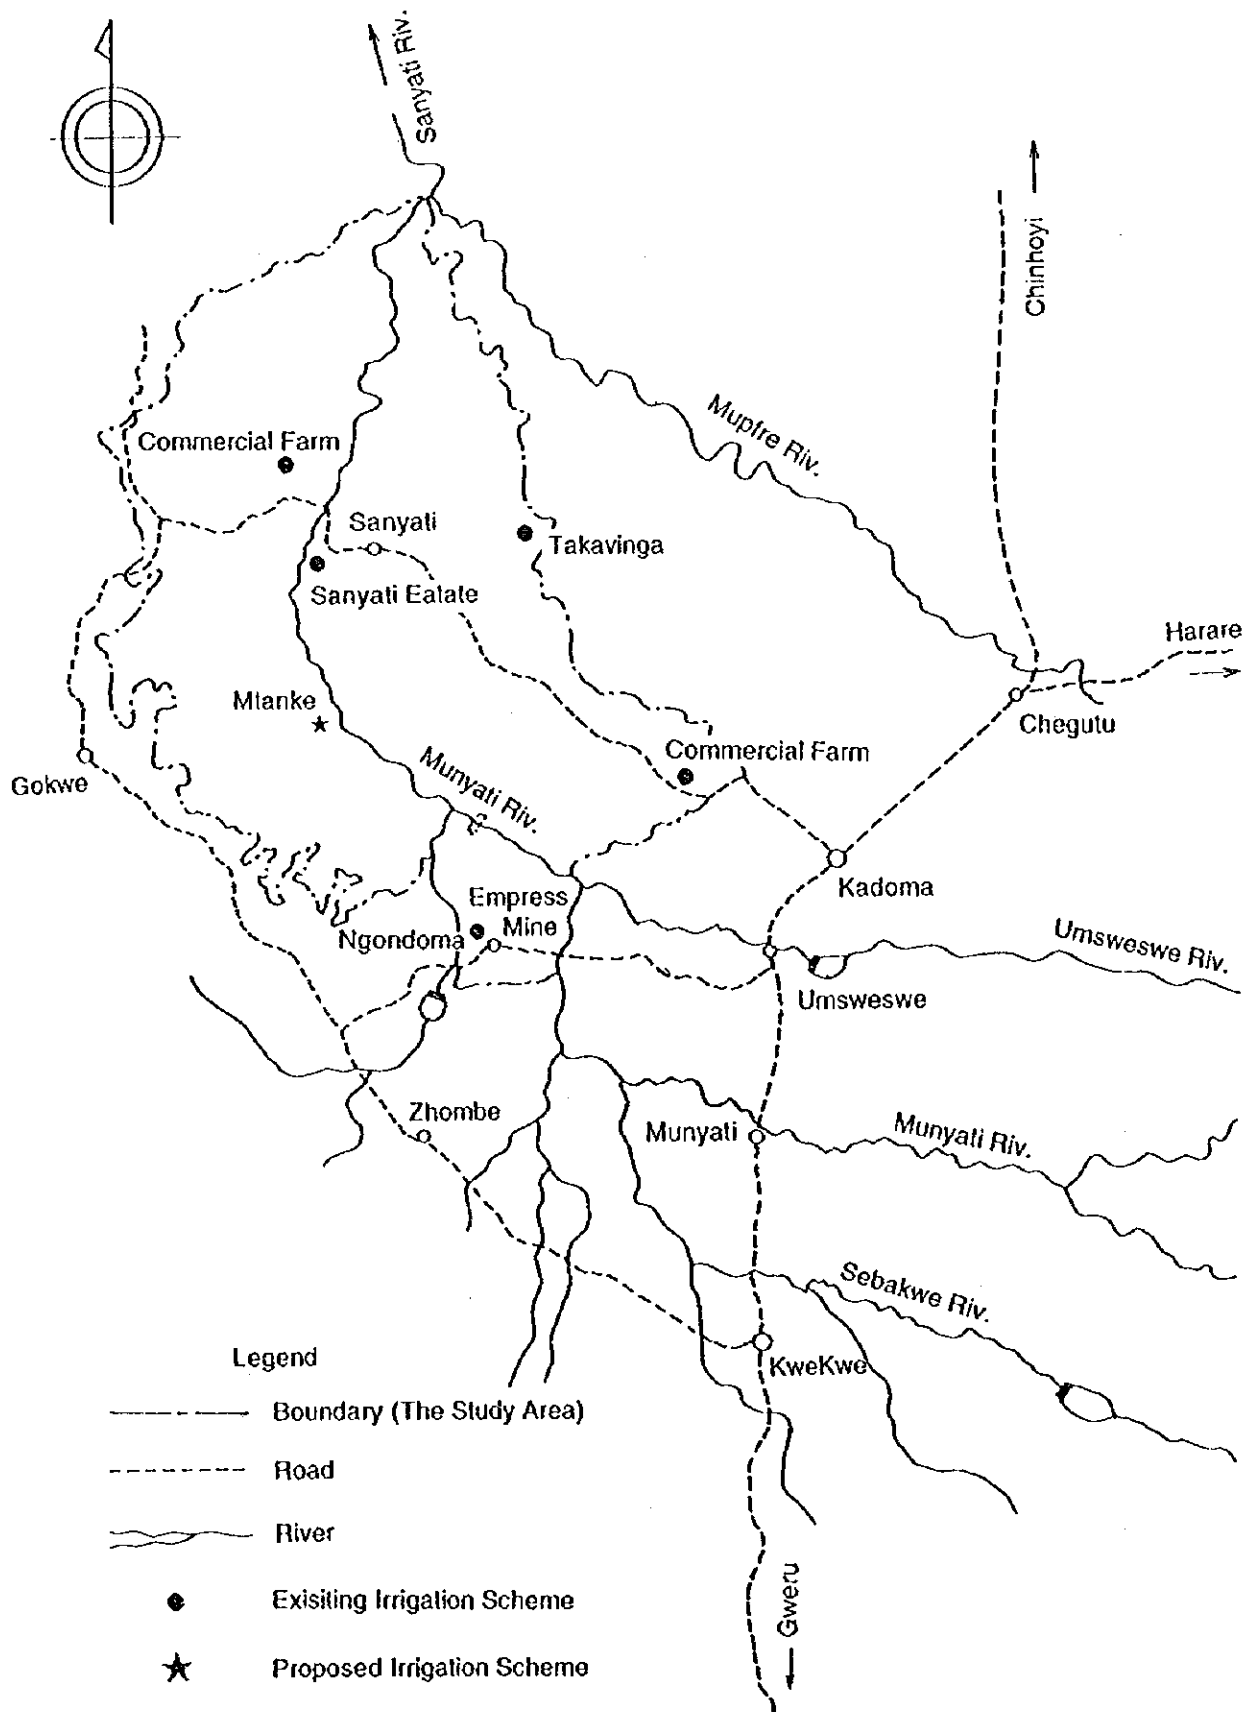 Sanyati Riv.
Chinhoyi
Mupfre Riv.
Commercial Farm
Sanyati
Takavinga
Sanyati Eatate
Harare
Mtanke
Chegutu
Commercial Farm
Gokwe
Munyati Riv.
Kadoma
Empress
Mine
Ngondoma
Umsweswe Riv.
Umsweswe
Zhombe
Munyati
Munyati Riv.
Sebakwe Riv.
KweKwe
Legend
Boundary (The Study Area)
Road
River
Exisiting Irrigation Scheme
Proposed Irrigation Scheme
Gweru